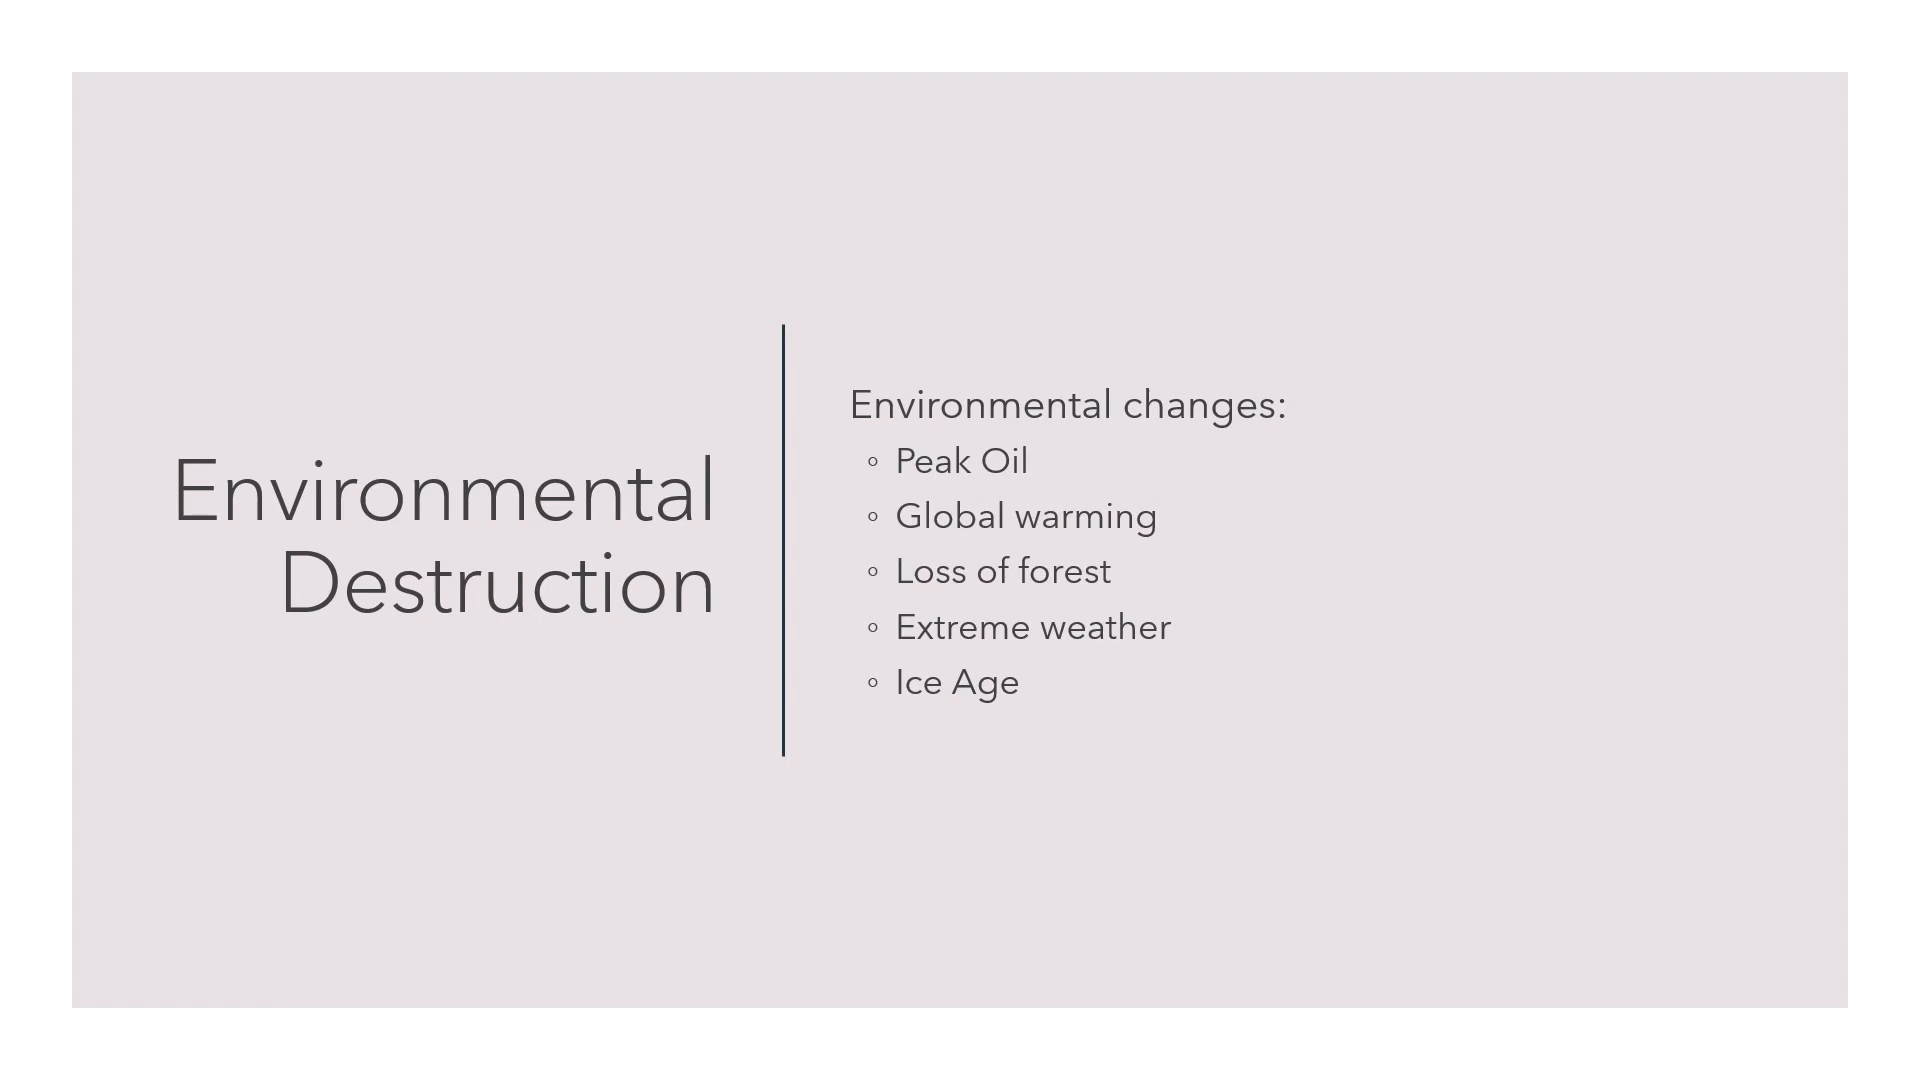 Environmental
Destruction
Environmental changes:
◦ Peak Oil
◦ Global warming
◦ Loss of forest
◦ Extreme weather
◦ Ice Age